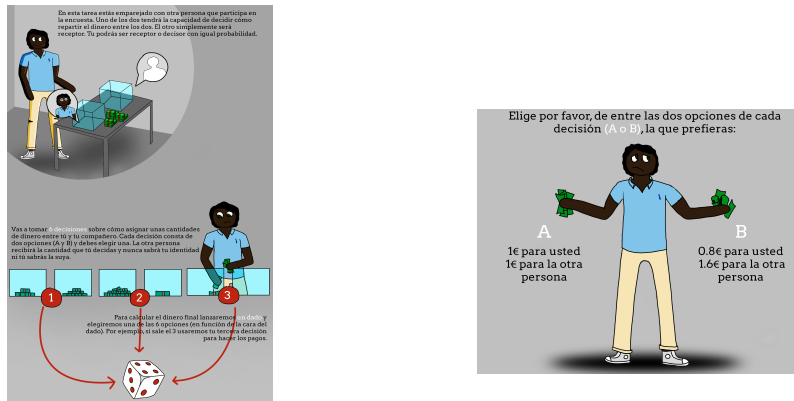 En esta tarea estás emparejado con otra persona que participa en
la encuesta. Uno de los dos tendrá la capacidad de decidir cómo
repartir el dinero entre los dos. El otro simplemente será
receptor. Tu podrás ser receptor o decisor con igual probabilidad.
Vas a tomar 6 decisiones sobre cómo asignar unas cantidades
de dinero entre tú y tu compañero. Cada decisión consta de
dos opciones (A y B) y debes elegir una. La otra persona
recibirá la cantidad que tú decidas y nunca sabrá tu identidad
ni tú sabrás la suya.
1
2
3
Para calcular el dinero final lanzaremos un dado y
elegiremos una de las 6 opciones (en función de la cara del
dado). Por ejemplo, si sale el 3 usaremos tu tercera decisión
para hacer los pagos.
Elige por favor, de entre las dos opciones de cada
decisión (A o B), la que prefieras:
A
1€ para usted
1€ para la otra
persona
B
0.8€ para usted
1.6€ para la otra
persona